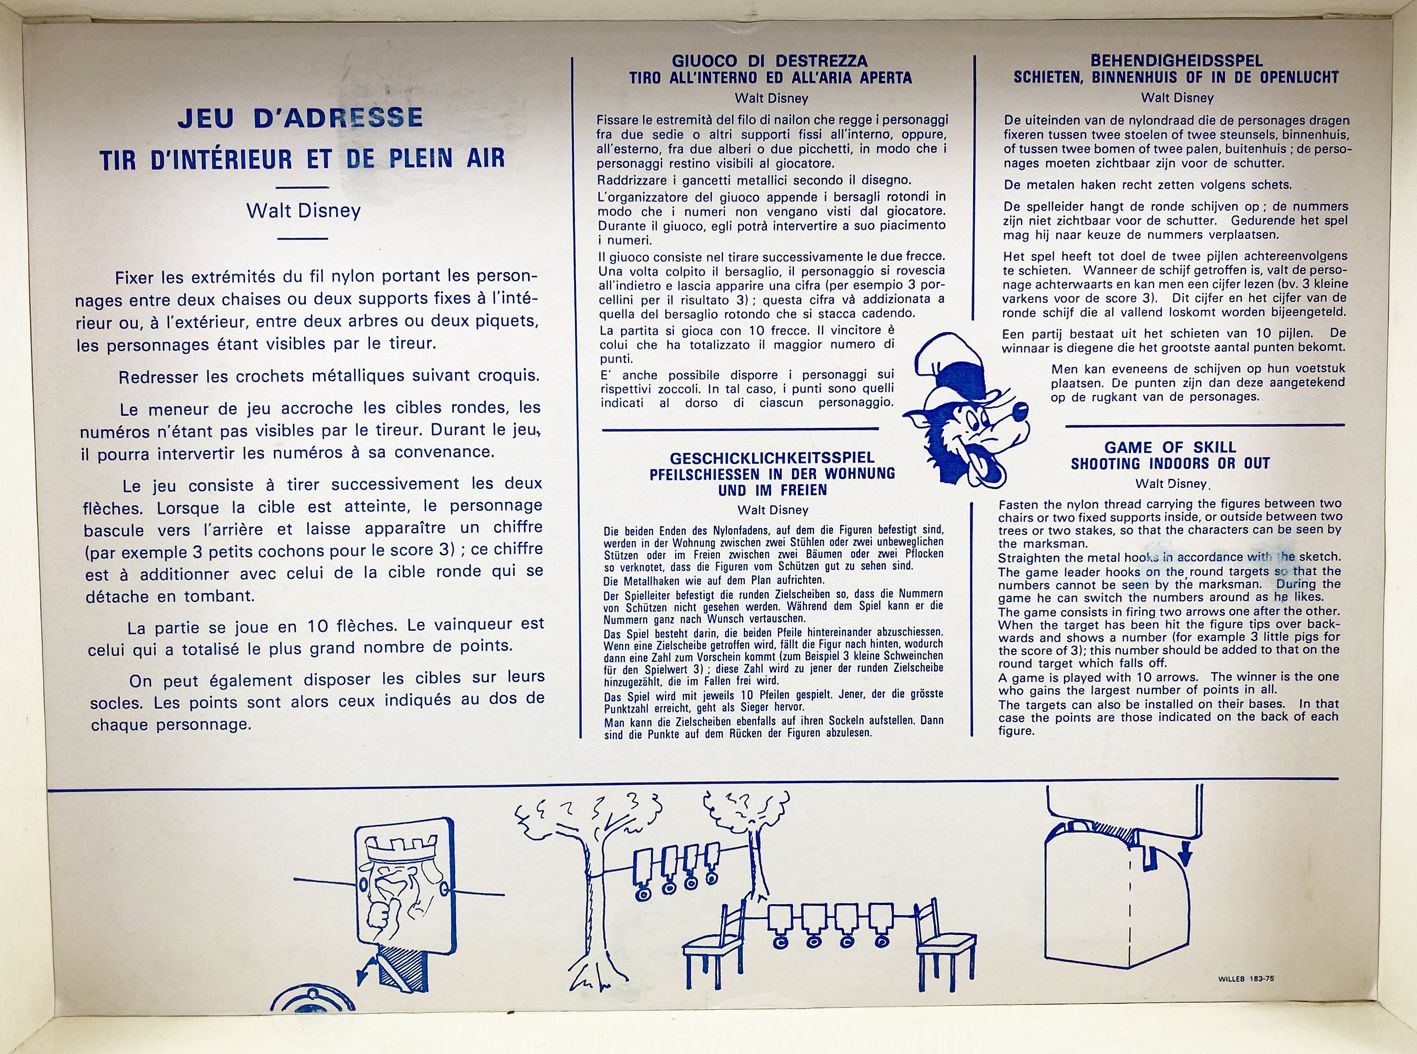 JEU D'ADRESSE
TIR D'INTÉRIEUR ET DE PLEIN AIR
Walt Disney
Fixer les extrémités du fil nylon portant les person-
nages entre deux chaises ou deux supports fixes à l'inté-
rieur ou, à l'extérieur, entre deux arbres ou deux piquets,
les personnages étant visibles par le tireur.
Redresser les crochets métalliques suivant croquis.
Le meneur de jeu accroche les cibles rondes, les
numéros n'étant pas visibles par le tireur. Durant le jeu,
il pourra intervertir les numéros à sa convenance.
Le jeu consiste à tirer successivement les deux
flèches. Lorsque la cible est atteinte, le personnage
bascule vers l'arrière et laisse apparaître un chiffre
(par exemple 3 petits cochons pour le score 3) ; ce chiffre
est à additionner avec celui de la cible ronde qui se
détache en tombant.
La partie se joue en 10 flèches. Le vainqueur est
celui qui a totalisé le plus grand nombre de points.
On peut également disposer les cibles sur leurs
socles. Les points sont alors ceux indiqués au dos de
chaque personnage.
GIUOCO DI DESTREZZA
TIRO ALL'INTERNO ED ALL'ARIA APERTA
Walt Disney
Fissare le estremità del filo di nailon che regge i personaggi
fra due sedie o altri supporti fissi all'interno, oppure,
all'esterno, fra due alberi o due picchetti, in modo che i
personaggi restino visibili al giocatore.
Raddrizzare i gancetti metallici secondo il disegno.
L'organizzatore del giuoco appende i bersagli rotondi in
modo che i numeri non vengano visti dal giocatore.
Durante il giuoco, egli potrà intervertire a suo piacimento
i numeri.
Il giuoco consiste nel tirare successivamente le due frecce.
Una volta colpito il bersaglio, il personaggio si rovescia
all'indietro e lascia apparire una cifra (per esempio 3 por-
cellini per il risultato 3) ; questa cifra và addizionata a
quella del bersaglio rotondo che si stacca cadendo.
La partita si gioca con 10 frecce. Il vincitore è
colui che ha totalizzato il maggior numero di
punti.
E' anche possibile disporre i personaggi sui
rispettivi zoccoli. In tal caso, i punti sono quelli
indicati al dorso di ciascun personaggio.
GESCHICKLICHKEITSSPIEL
PFEILSCHIESSEN IN DER WOHNUNG
UND IM FREIEN
Walt Disney
Die beiden Enden des Nylonfadens, auf dem die Figuren befestigt sind,
werden in der Wohnung zwischen zwei Stühlen oder zwei unbeweglichen
Stützen oder im Freien zwischen zwei Bäumen oder zwei Pflocken
so verknotet, dass die Figuren vom Schützen gut zu sehen sind.
Die Metallhaken wie auf dem Plan aufrichten.
Der Spielleiter befestigt die runden Zielscheiben so, dass die Nummern
von Schützen nicht gesehen werden. Während dem Spiel kann er die
Nummern ganz nach Wunsch vertauschen.
Das Spiel besteht darin, die beiden Pfeile hintereinander abzuschiessen.
Wenn eine Zielscheibe getroffen wird, fällt die Figur nach hinten, wodurch
dann eine Zahl zum Vorschein kommt (zum Beispiel 3 kleine Schweinchen
für den Spielwert 3) ; diese Zahl wird zu jener der runden Zielscheibe
hinzugezählt, die im Fallen frei wird.
Das Spiel wird mit jeweils 10 Pfeilen gespielt. Jener, der die grösste
Punktzahl erreicht, geht als Sieger hervor.
Man kann die Zielscheiben ebenfalls auf ihren Sockeln aufstellen. Dann
sind die Punkte auf dem Rücken der Figuren abzulesen.
BEHENDIGHEIDSSPEL
SCHIETEN, BINNENHUIS OF IN DE OPENLUCHT
Walt Disney
De uiteinden van de nylondraad die de personages dragen
fixeren tussen twee stoelen of twee steunsels, binnenhuis,
of tussen twee bomen of twee palen, buitenhuis ; de perso-
nages moeten zichtbaar zijn voor de schutter.
De metalen haken recht zetten volgens schets.
De spelleider hangt de ronde schijven op ; de nummers
zijn niet zichtbaar voor de schutter. Gedurende het spel
mag hij naar keuze de nummers verplaatsen.
Het spel heeft tot doel de twee pijlen achtereenvolgens
te schieten. Wanneer de schijf getroffen is, valt de perso-
nage achterwaarts en kan men een cijfer lezen (bv. 3 kleine
varkens voor de score 3). Dit cijfer en het cijfer van de
ronde schijf die al vallend loskomt worden bijeengeteld.
Een partij bestaat uit het schieten van 10 pijlen. De
winnaar is diegene die het grootste aantal punten bekomt.
Men kan eveneens de schijven op hun voetstuk
plaatsen. De punten zijn dan deze aangetekend
op de rugkant van de personages.
GAME OF SKILL
SHOOTING INDOORS OR OUT
Walt Disney.
Fasten the nylon thread carrying the figures between two
chairs or two fixed supports inside, or outside between two
trees or two stakes, so that the characters can be seen by
the marksman.
Straighten the metal hooks in accordance with the sketch.
The game leader hooks on the round targets so that the
numbers cannot be seen by the marksman. During the
game he can switch the numbers around as he likes.
The game consists in firing two arrows one after the other.
When the target has been hit the figure tips over back-
wards and shows a number (for example 3 little pigs for
the score of 3); this number should be added to that on the
round target which falls off.
A game is played with 10 arrows. The winner is the one
who gains the largest number of points in all.
The targets can also be installed on their bases. In that
case the points are those indicated on the back of each
figure.
WILLEB 183-75